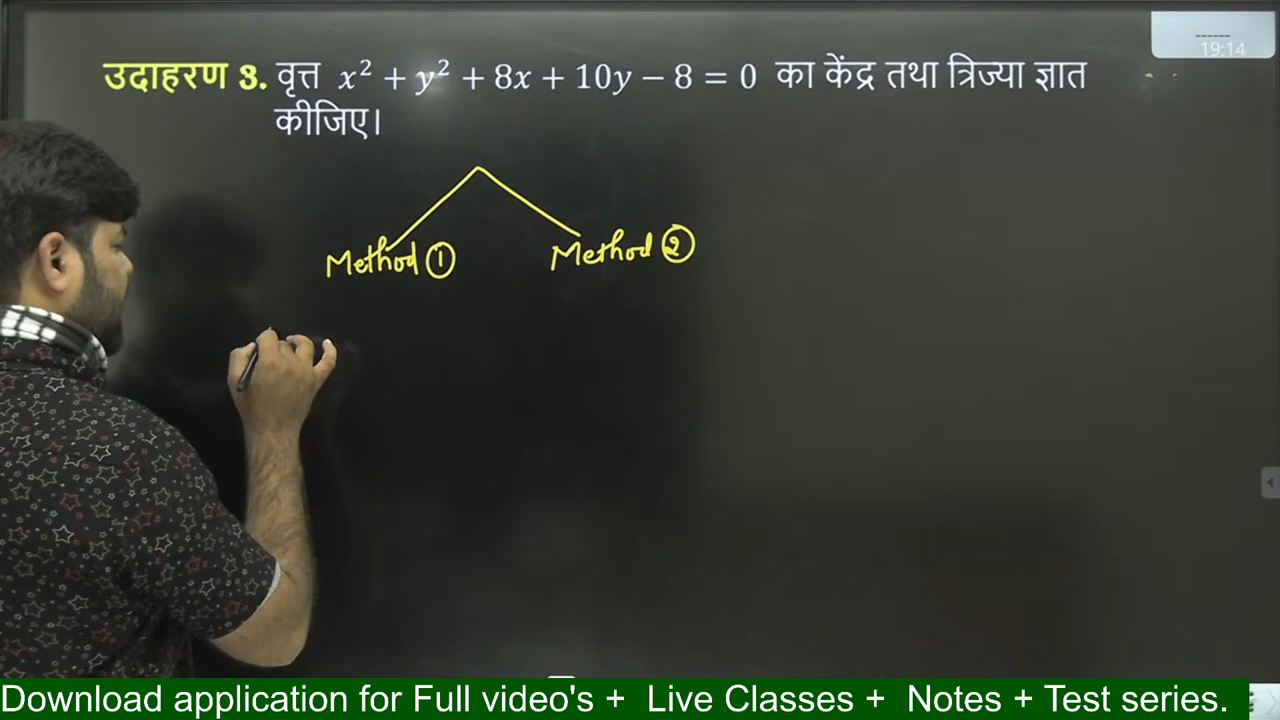 ------
19:14
उदाहरण 3. वृत्त x² + y² + 8x + 10y − 8 = 0 का केंद्र तथा त्रिज्या ज्ञात
कीजिए।
Method ①
Method ②
Download application for Full video's + Live Classes + Notes + Test series.